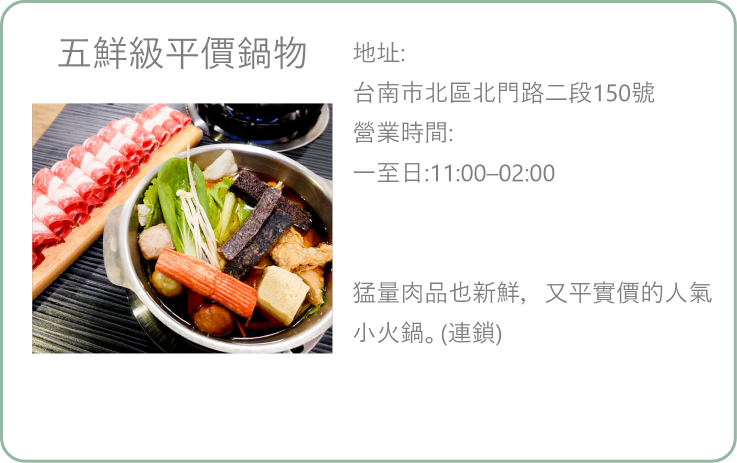 五鮮級平價鍋物
地址:
台南市北區北門路二段150號
營業時間:
一至日:11:00–02:00
猛量肉品也新鮮，又平實價的人氣
小火鍋。(連鎖)